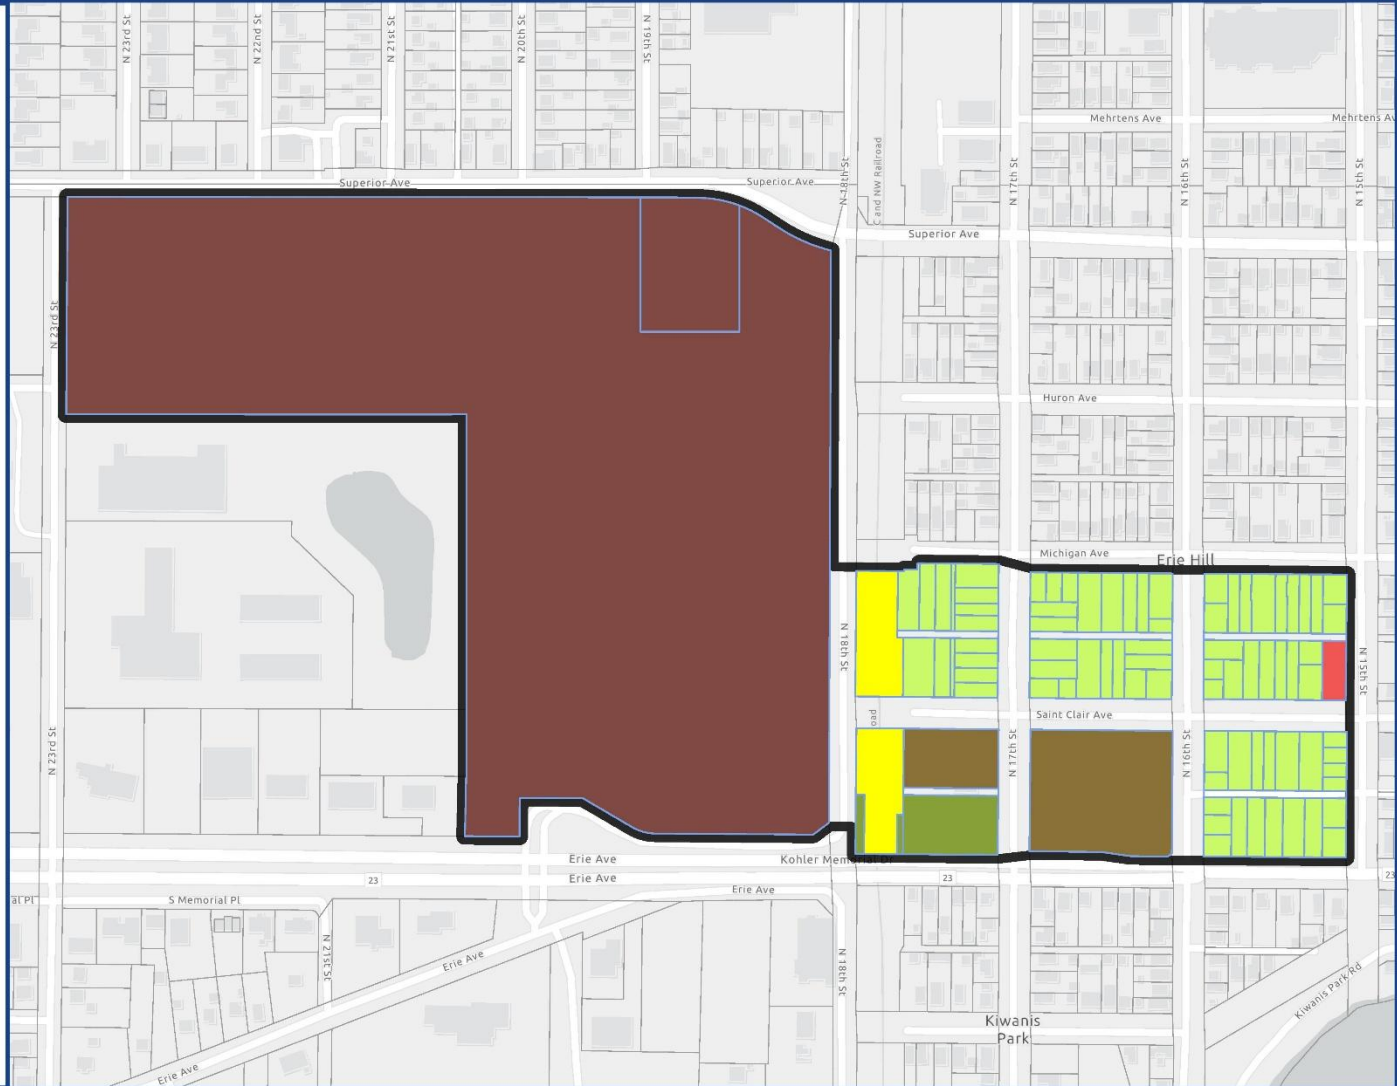 N 23rd St
N 22nd St
N 21st St
N 20th St
N 19th St
Mehrtens Ave
Mehrtens Av
Superior Ave
Superior Ave
N 18th St
C and NW Railroad
N 17th St
N 16th St
N 15th St
Superior Ave
N 23rd St
Huron Ave
Michigan Ave
Erie Hill
N 18th St
N 15th St
oad
Saint Clair Ave
N 23rd St
N 17th St
N 16th St
Erie Ave
Kohler Memorial Dr
Erie Ave
23
23
23
Erie Ave
al Pl
S Memorial Pl
N 21st St
Erie Ave
N 18th St
Kiwanis Park Rd
Kiwanis
Park
Erie Ave